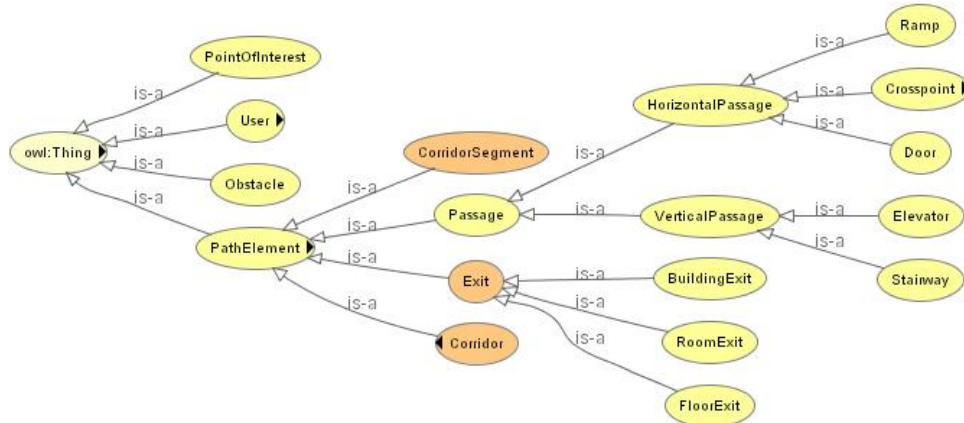 Ramp
is-a
PointOfInterest
is-a
Crosspoint
is-a
HorizontalPassage
User
is-a
is-a
Door
owl:Thing
CorridorSegment
is-a
is-a
Obstacle
is-a
is-a
Passage
is-a
VerticalPassage
is-a
Elevator
is-a
is-a
PathElement
is-a
Stairway
is-a
Exit
is-a
BuildingExit
is-a
is-a
RoomExit
Corridor
is-a
FloorExit